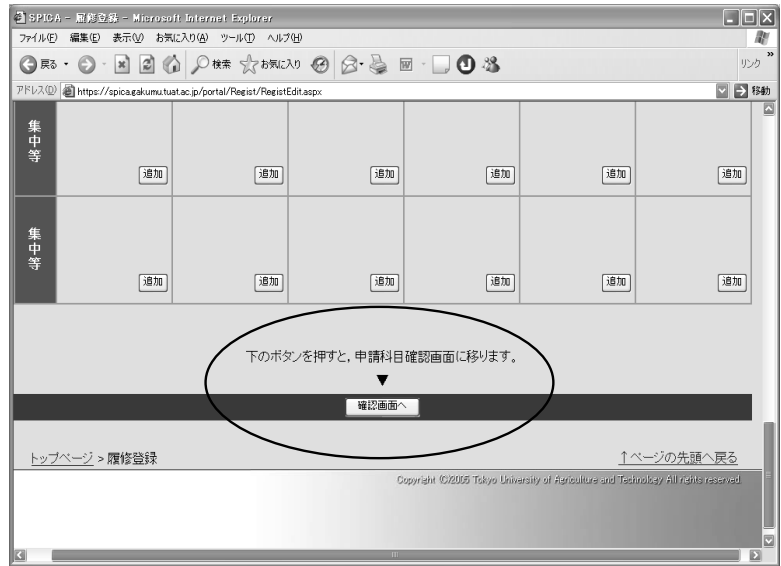 SPICA - 履修登録 - Microsoft Internet Explorer
ファイル(F) 編集(E) 表示(V) お気に入り(A) ツール(T) ヘルプ(H)
戻る 検索 お気に入り リンク »
アドレス(D) https://spica.gakumu.tuat.ac.jp/portal/Regist/RegistEdit.aspx 移動
集中等
追加 追加 追加 追加 追加 追加
集中等
追加 追加 追加 追加 追加 追加
下のボタンを押すと，申請科目確認画面に移ります。
▼
確認画面へ
トップページ > 履修登録 ↑ページの先頭へ戻る
Copyright (C)2005 Tokyo University of Agriculture and Technology All rights reserved.